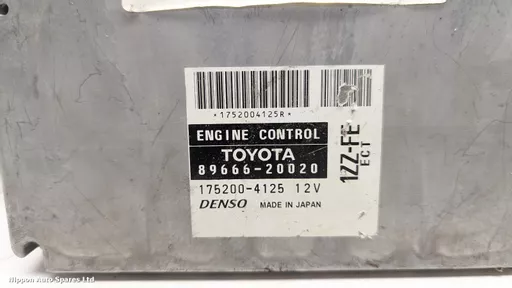 *1752004125R*
ENGINE CONTROL
TOYOTA
89666-20020
175200-4125 12V
DENSO MADE IN JAPAN
1ZZ-FE
ECT
Nippon Auto Spares Ltd